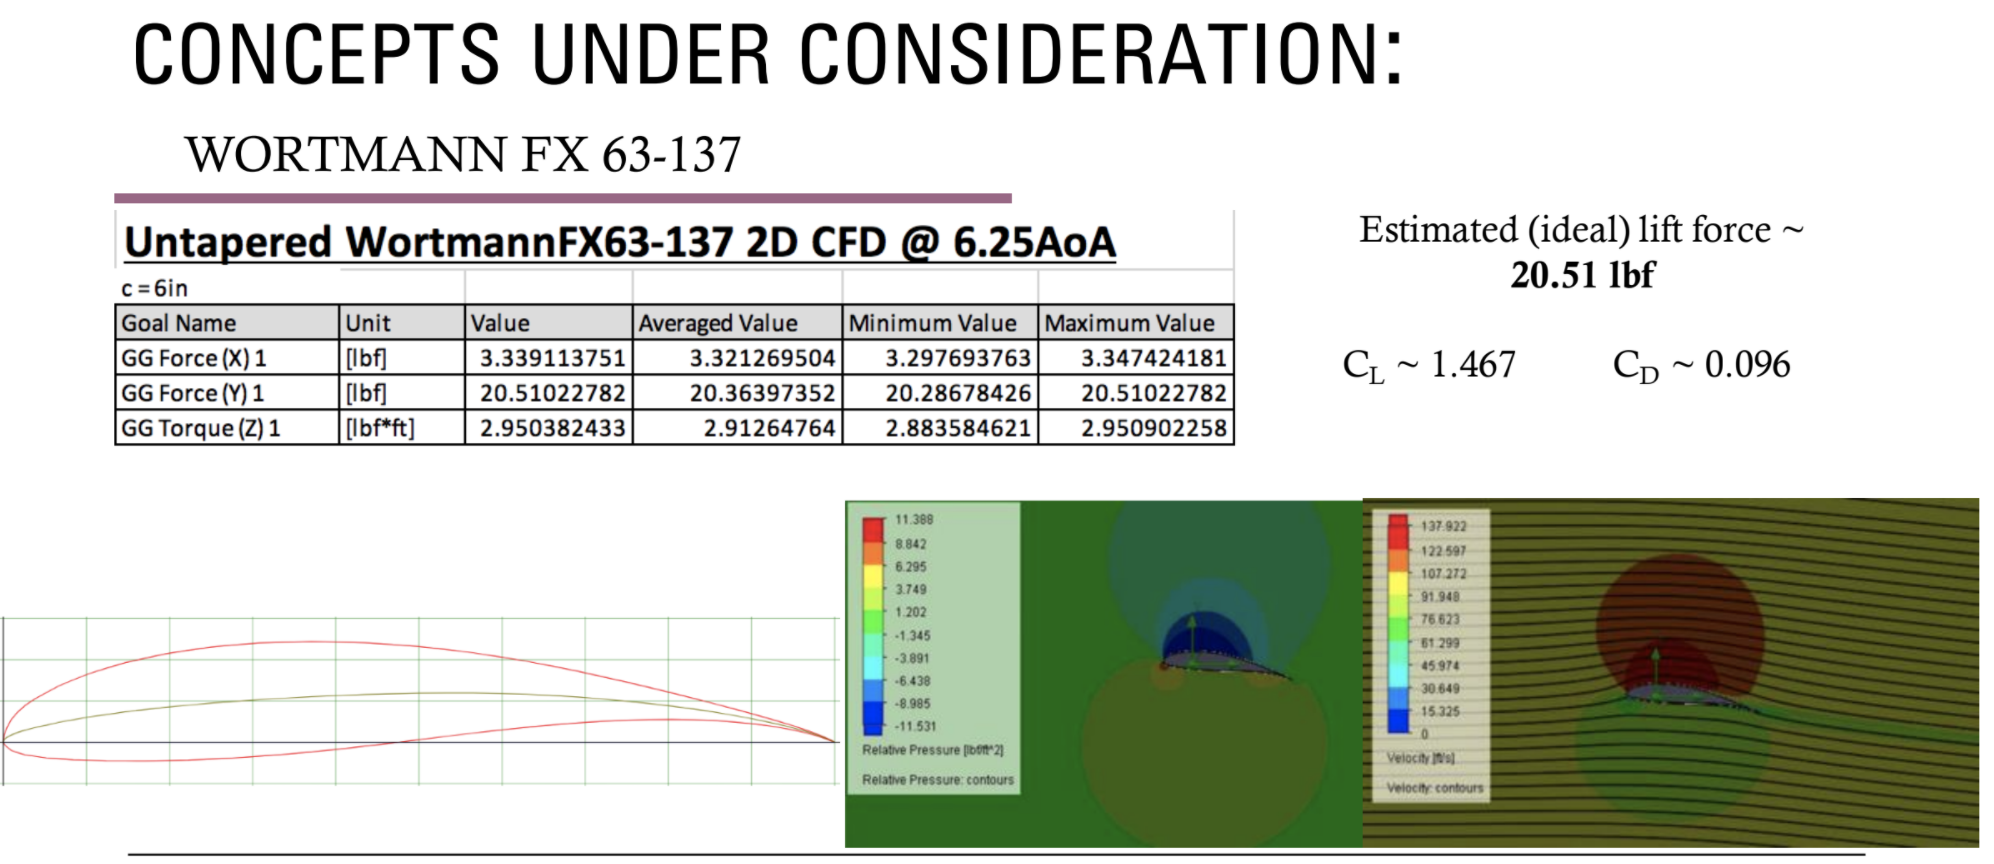 CONCEPTS UNDER CONSIDERATION:
WORTMANN FX 63-137
Untapered WortmannFX63-137 2D CFD @ 6.25AoA
c = 6in
Goal Name Unit Value Averaged Value Minimum Value Maximum Value
GG Force (X) 1 [lbf] 3.339113751 3.321269504 3.297693763 3.347424181
GG Force (Y) 1 [lbf] 20.51022782 20.36397352 20.28678426 20.51022782
GG Torque (Z) 1 [lbf*ft] 2.950382433 2.91264764 2.883584621 2.950902258
Estimated (ideal) lift force ~
20.51 lbf
CL ~ 1.467 CD ~ 0.096
11.388
8.842
6.295
3.749
1.202
-1.345
-3.891
-6.438
-8.985
-11.531
Relative Pressure [lbf/ft^2]
Relative Pressure: contours
137.922
122.597
107.272
91.948
76.623
61.299
45.974
30.649
15.325
0
Velocity [ft/s]
Velocity: contours